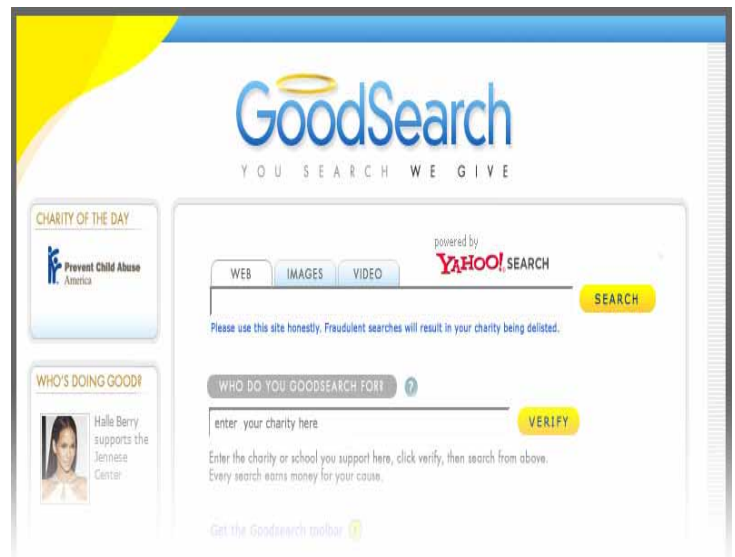 GoodSearch
YOU SEARCH WE GIVE
CHARITY OF THE DAY
Prevent Child Abuse
America
powered by
YAHOO! SEARCH
WEB IMAGES VIDEO
SEARCH
Please use this site honestly. Fraudulent searches will result in your charity being delisted.
WHO'S DOING GOOD?
Halle Berry
supports the
Jennese
Center
WHO DO YOU GOODSEARCH FOR?
?
enter your charity here
VERIFY
Enter the charity or school you support here, click verify, then search from above.
Every search earns money for your cause.
Get the Goodsearch toolbar